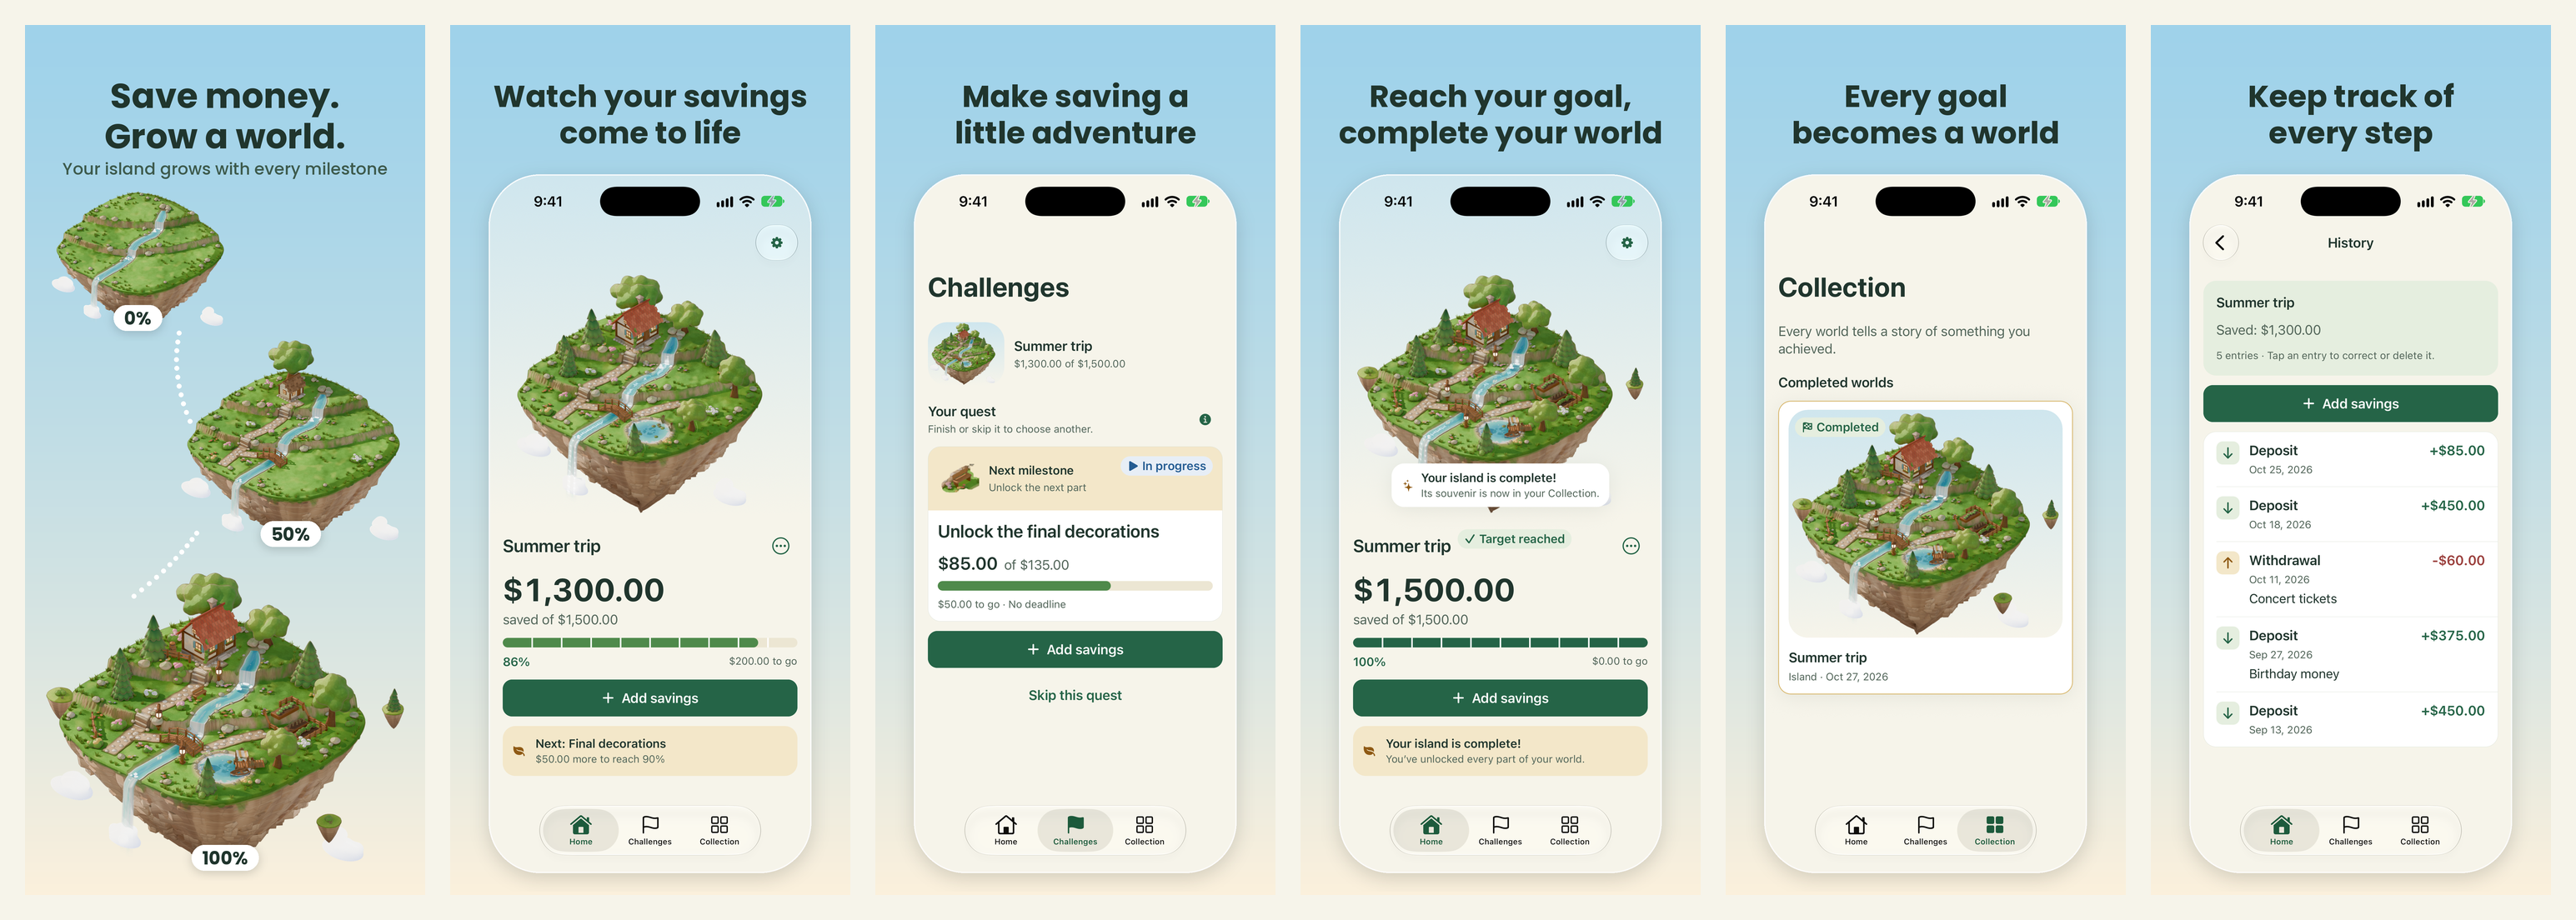 Save money.
Grow a world.
Your island grows with every milestone
0%
50%
100%
Watch your savings
come to life
9:41
Summer trip
$1,300.00
saved of $1,500.00
86%
$200.00 to go
+ Add savings
Next: Final decorations
$50.00 more to reach 90%
Home
Challenges
Collection
Make saving a
little adventure
9:41
Challenges
Summer trip
$1,300.00 of $1,500.00
Your quest
Finish or skip it to choose another.
Next milestone
Unlock the next part
In progress
Unlock the final decorations
$85.00 of $135.00
$50.00 to go · No deadline
+ Add savings
Skip this quest
Home
Challenges
Collection
Reach your goal,
complete your world
9:41
Your island is complete!
Its souvenir is now in your Collection.
Summer trip
Target reached
$1,500.00
saved of $1,500.00
100%
$0.00 to go
+ Add savings
Your island is complete!
You've unlocked every part of your world.
Home
Challenges
Collection
Every goal
becomes a world
9:41
Collection
Every world tells a story of something you
achieved.
Completed worlds
Completed
Summer trip
Island · Oct 27, 2026
Home
Challenges
Collection
Keep track of
every step
9:41
History
Summer trip
Saved: $1,300.00
5 entries · Tap an entry to correct or delete it.
+ Add savings
Deposit
+$85.00
Oct 25, 2026
Deposit
+$450.00
Oct 18, 2026
Withdrawal
-$60.00
Oct 11, 2026
Concert tickets
Deposit
+$375.00
Sep 27, 2026
Birthday money
Deposit
+$450.00
Sep 13, 2026
Home
Challenges
Collection